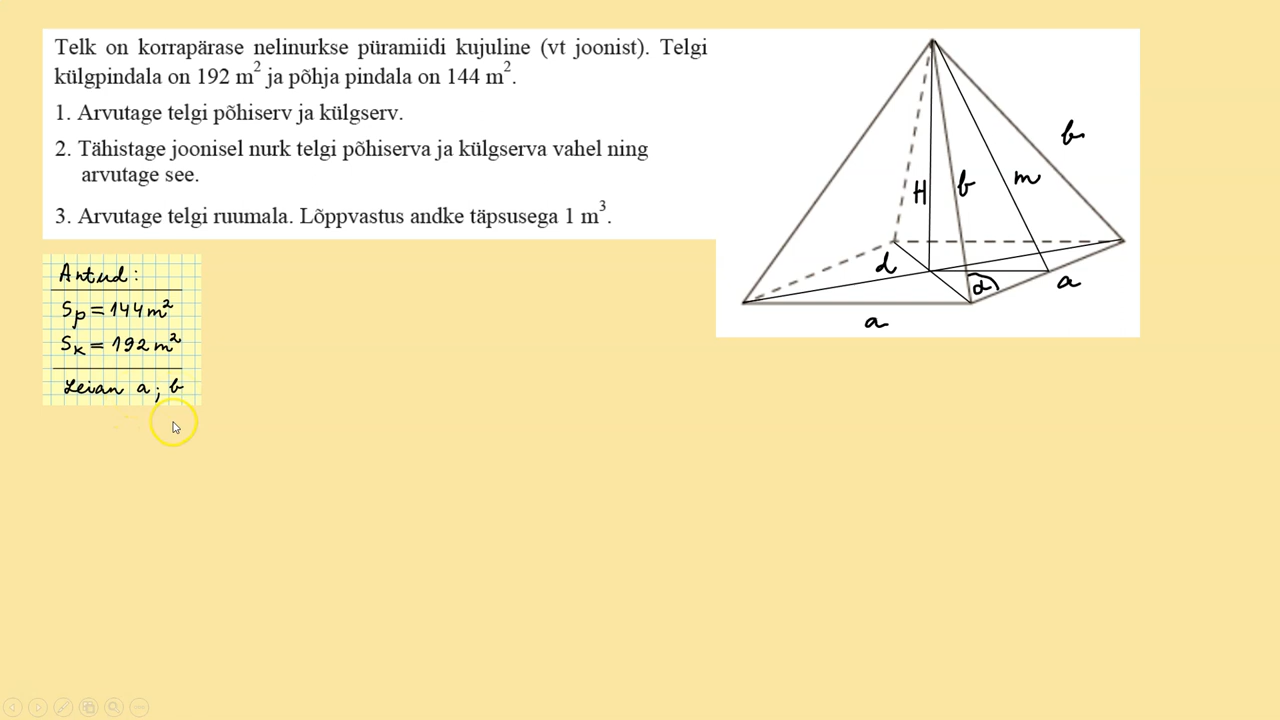 Telk on korrapärase nelinurkse püramiidi kujuline (vt joonist). Telgi
külgpindala on 192 m² ja põhja pindala on 144 m².
1. Arvutage telgi põhiserv ja külgserv.
2. Tähistage joonisel nurk telgi põhiserva ja külgserva vahel ning
arvutage see.
3. Arvutage telgi ruumala. Lõppvastus andke täpsusega 1 m³.
Antud:
Sp = 144 m²
Sk = 192 m²
Leian a; b
b
H
b
m
d
α
a
a